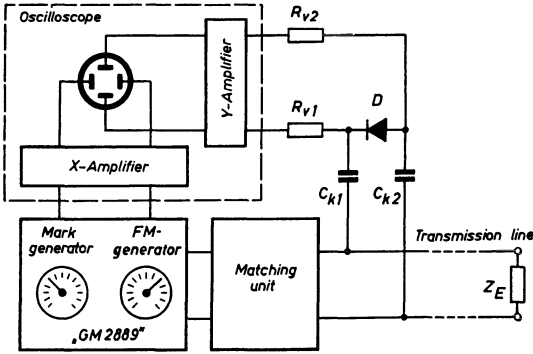 Oscilloscope
Y-Amplifier
R_v2
R_v1
D
X-Amplifier
C_k1
C_k2
Mark
generator
FM-
generator
„GM 2889"
Matching
unit
Transmission line
Z_E